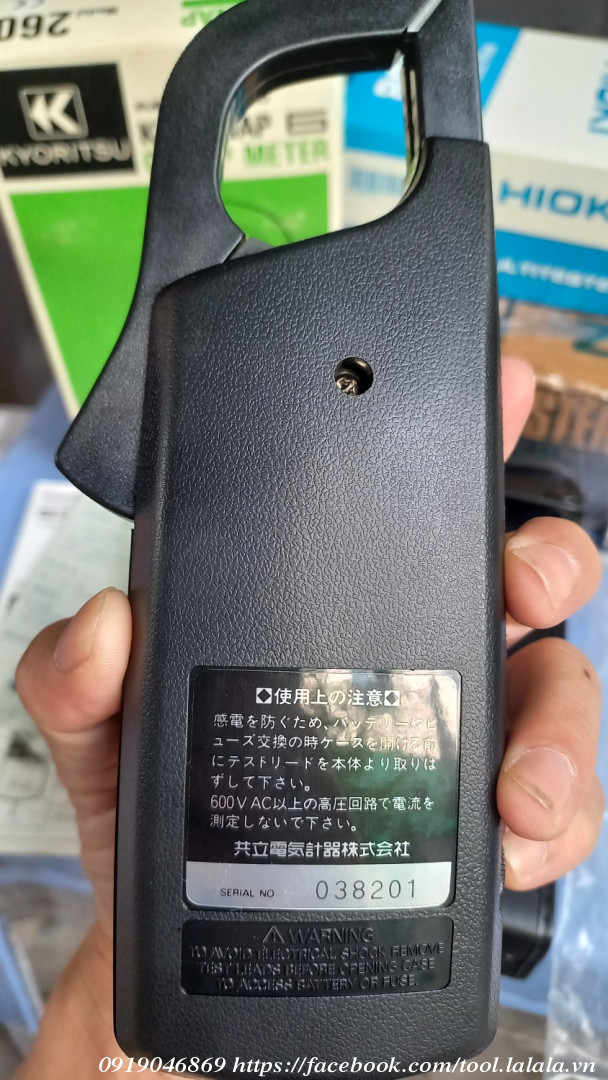 Model 260
KYORITSU
METER
HIOK
◘使用上の注意◘
感電を防ぐため、バッテリーやヒ
ューズ交換の時ケースを開ける前
にテストリードを本体より取りは
ずして下さい。
600V AC以上の高圧回路で電流を
測定しないで下さい。
共立電気計器株式会社
SERIAL NO 038201
⚠WARNING
TO AVOID ELECTRICAL SHOCK REMOVE
TEST LEADS BEFORE OPENING CASE
TO ACCESS BATTERY OR FUSE.
0919046869 https://facebook.com/tool.lalala.vn